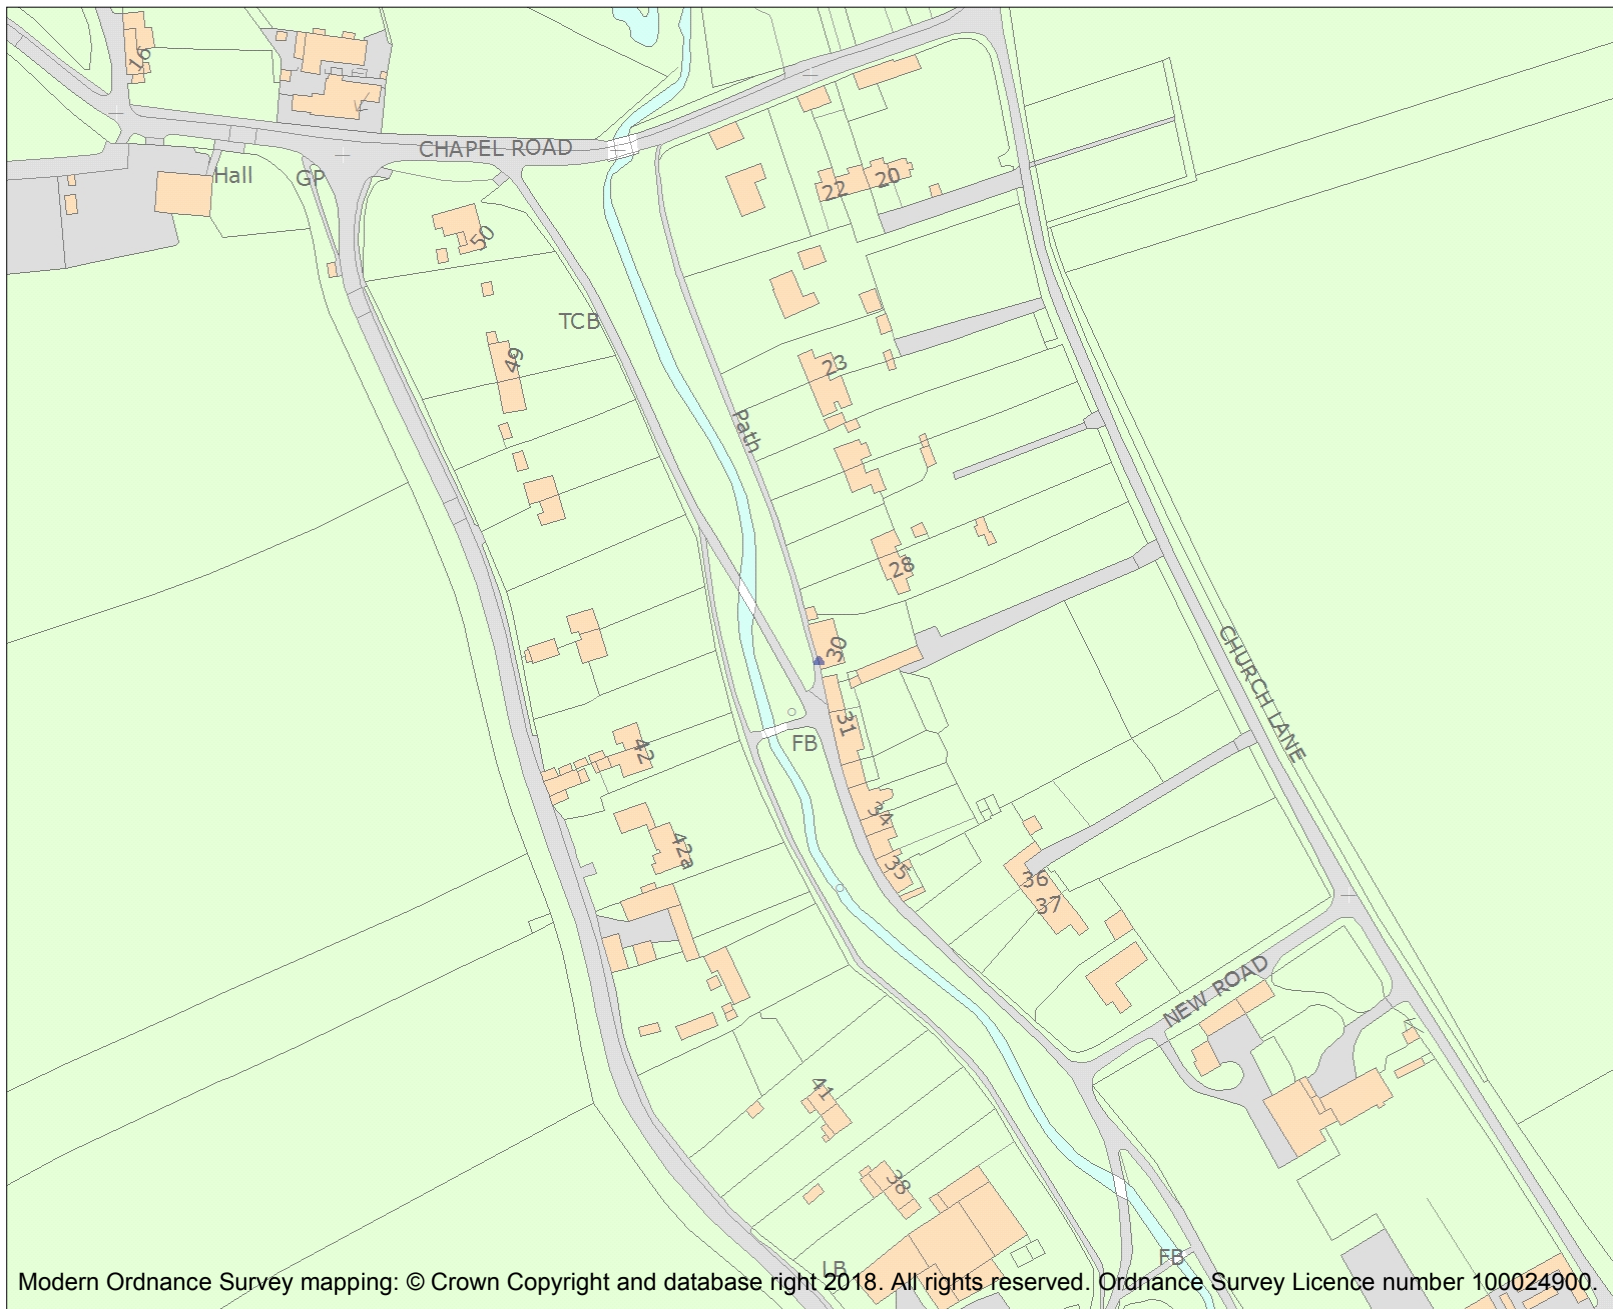 16
CHAPEL ROAD
Hall
GP
22
20
50
TCB
49
23
Path
28
30
CHURCH LANE
31
42
FB
34
42a
35
36
37
NEW ROAD
41
38
LB
FB
Modern Ordnance Survey mapping: © Crown Copyright and database right 2018. All rights reserved. Ordnance Survey Licence number 100024900.